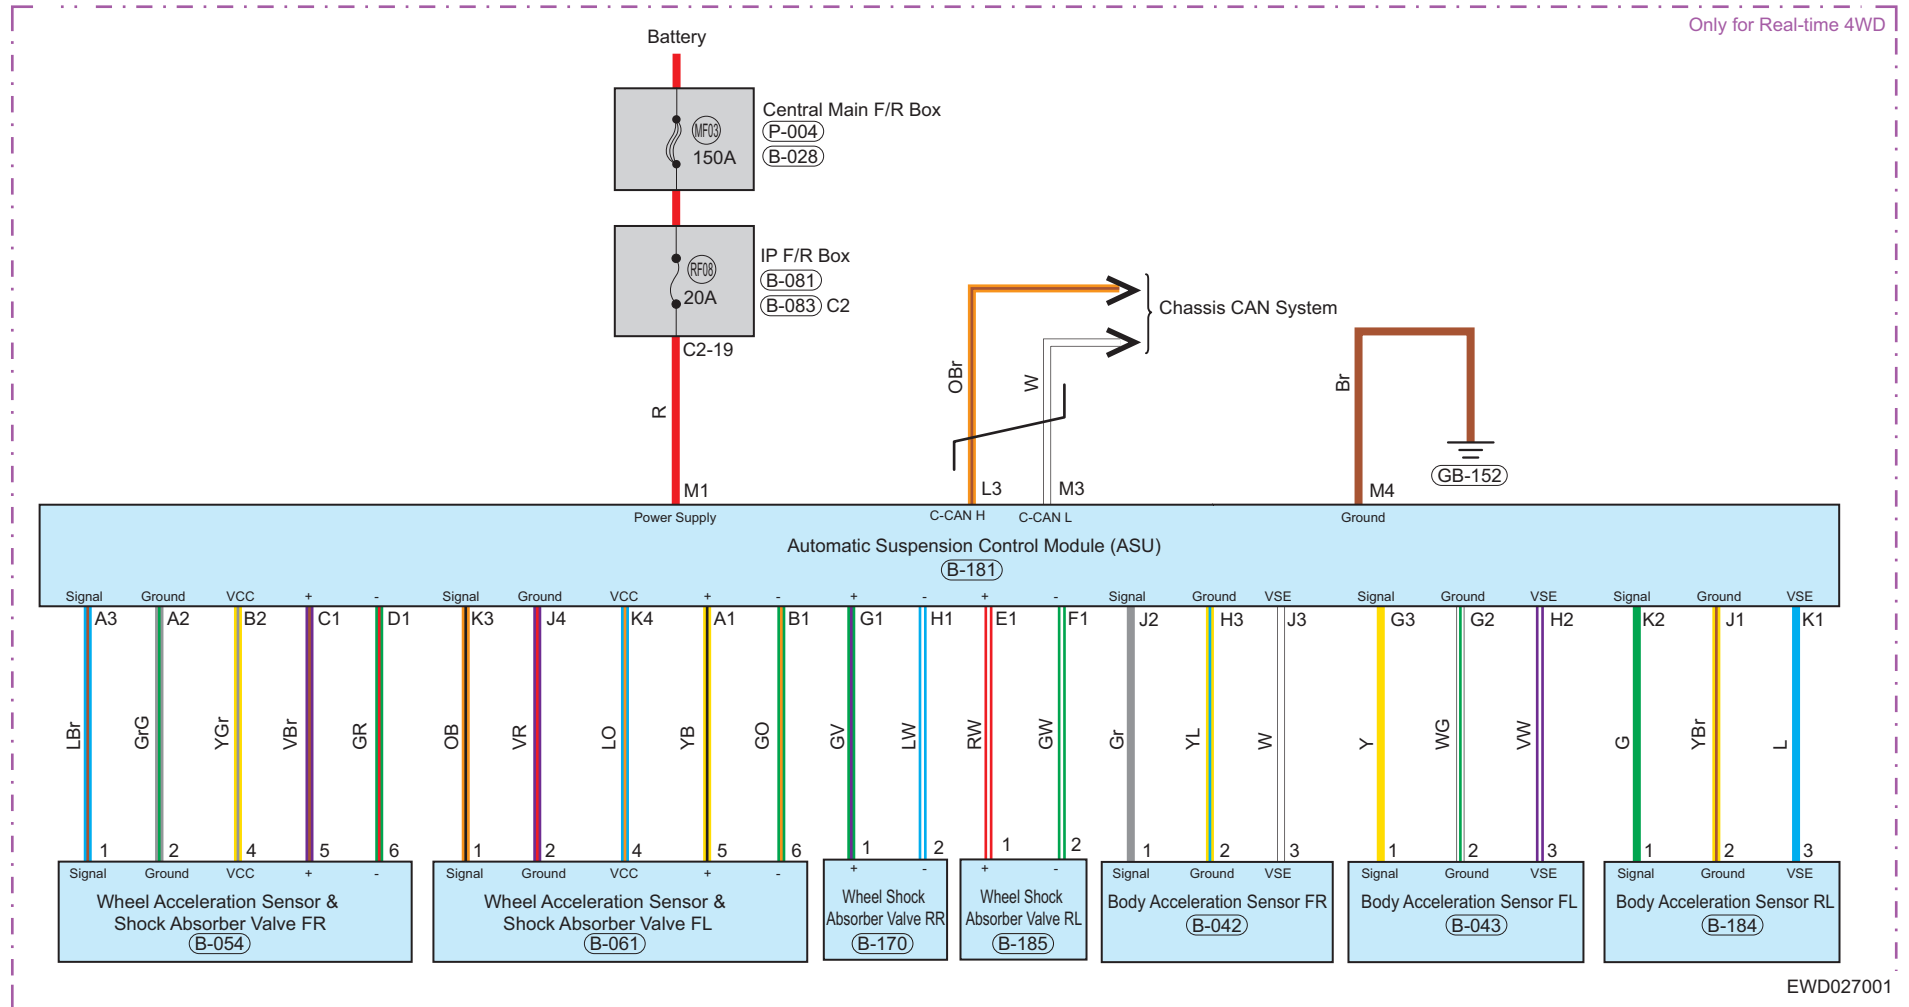 Only for Real-time 4WD
Battery
MF03
150A
Central Main F/R Box
P-004
B-028
RF08
20A
IP F/R Box
B-081
B-083 C2
C2-19
Chassis CAN System
R
OBr
W
Br
GB-152
M1
L3
M3
M4
Power Supply
C-CAN H
C-CAN L
Ground
Automatic Suspension Control Module (ASU)
B-181
Signal Ground VCC + - Signal Ground VCC + - + - + - Signal Ground VSE Signal Ground VSE Signal Ground VSE
A3 A2 B2 C1 D1 K3 J4 K4 A1 B1 G1 H1 E1 F1 J2 H3 J3 G3 G2 H2 K2 J1 K1
LBr GrG YGr VBr GR OB VR LO YB GO GV LW RW GW Gr YL W Y WG VW G YBr L
1 2 4 5 6 1 2 4 5 6 1 2 1 2 1 2 3 1 2 3 1 2 3
Signal Ground VCC + - Signal Ground VCC + - + - + - Signal Ground VSE Signal Ground VSE Signal Ground VSE
Wheel Acceleration Sensor &
Shock Absorber Valve FR
B-054
Wheel Acceleration Sensor &
Shock Absorber Valve FL
B-061
Wheel Shock
Absorber Valve RR
B-170
Wheel Shock
Absorber Valve RL
B-185
Body Acceleration Sensor FR
B-042
Body Acceleration Sensor FL
B-043
Body Acceleration Sensor RL
B-184
EWD027001